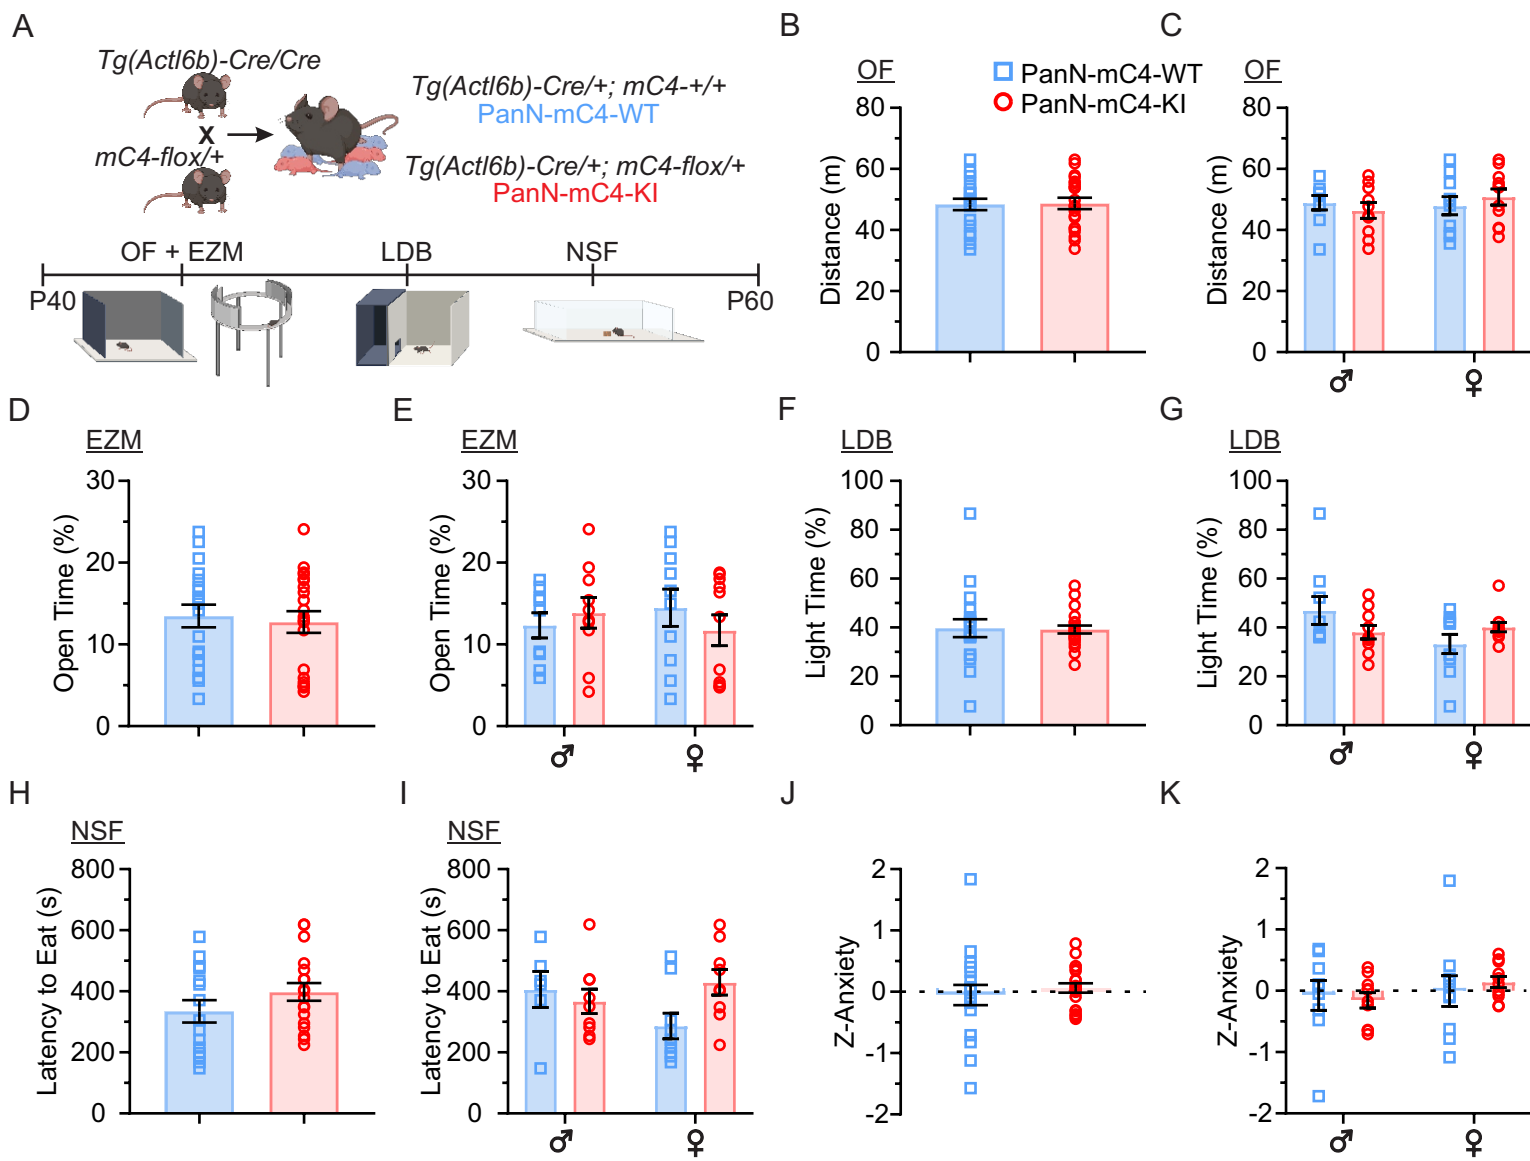 A
Tg(Actl6b)-Cre/Cre
X
mC4-flox/+
Tg(Actl6b)-Cre/+; mC4-+/+
PanN-mC4-WT
Tg(Actl6b)-Cre/+; mC4-flox/+
PanN-mC4-KI
OF + EZM
LDB
NSF
P40
P60
B
OF
Distance (m)
80
60
40
20
0
PanN-mC4-WT
PanN-mC4-KI
C
OF
Distance (m)
80
60
40
20
0
♂ ♀
D
EZM
Open Time (%)
30
20
10
0
E
EZM
Open Time (%)
30
20
10
0
♂ ♀
F
LDB
Light Time (%)
100
80
60
40
20
0
G
LDB
Light Time (%)
100
80
60
40
20
0
♂ ♀
H
NSF
Latency to Eat (s)
800
600
400
200
0
I
NSF
Latency to Eat (s)
800
600
400
200
0
♂ ♀
J
Z-Anxiety
2
1
0
-1
-2
K
Z-Anxiety
2
1
0
-1
-2
♂ ♀